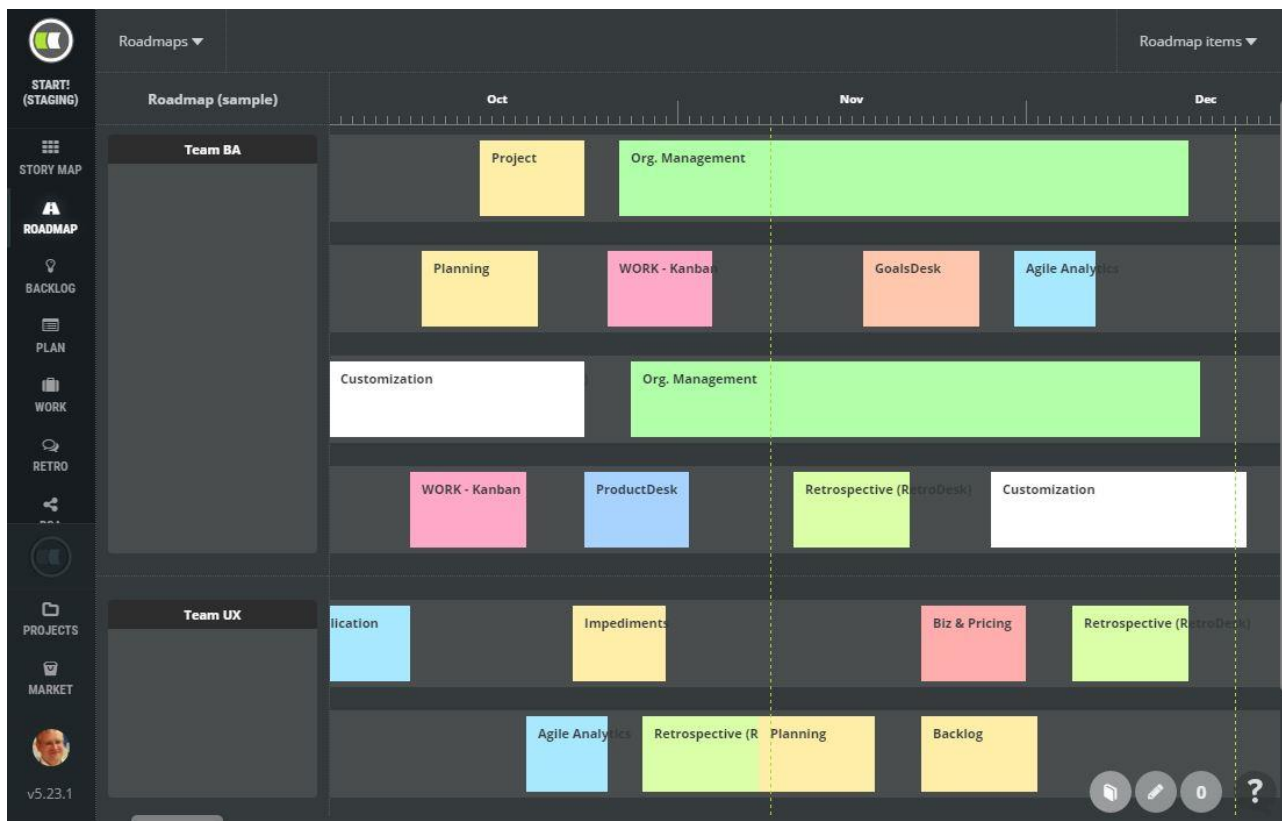 Roadmaps
Roadmap items
START!
(STAGING)
Roadmap (sample)
Oct
Nov
Dec
STORY MAP
ROADMAP
BACKLOG
PLAN
WORK
RETRO
PROJECTS
MARKET
v5.23.1
Team BA
Project
Org. Management
Planning
WORK - Kanban
GoalsDesk
Agile Analytics
Customization
Org. Management
WORK - Kanban
ProductDesk
Retrospective (RetroDesk)
Customization
Team UX
lication
Impediments
Biz & Pricing
Retrospective (RetroDesk)
Agile Analytics
Retrospective (R
Planning
Backlog
0
?